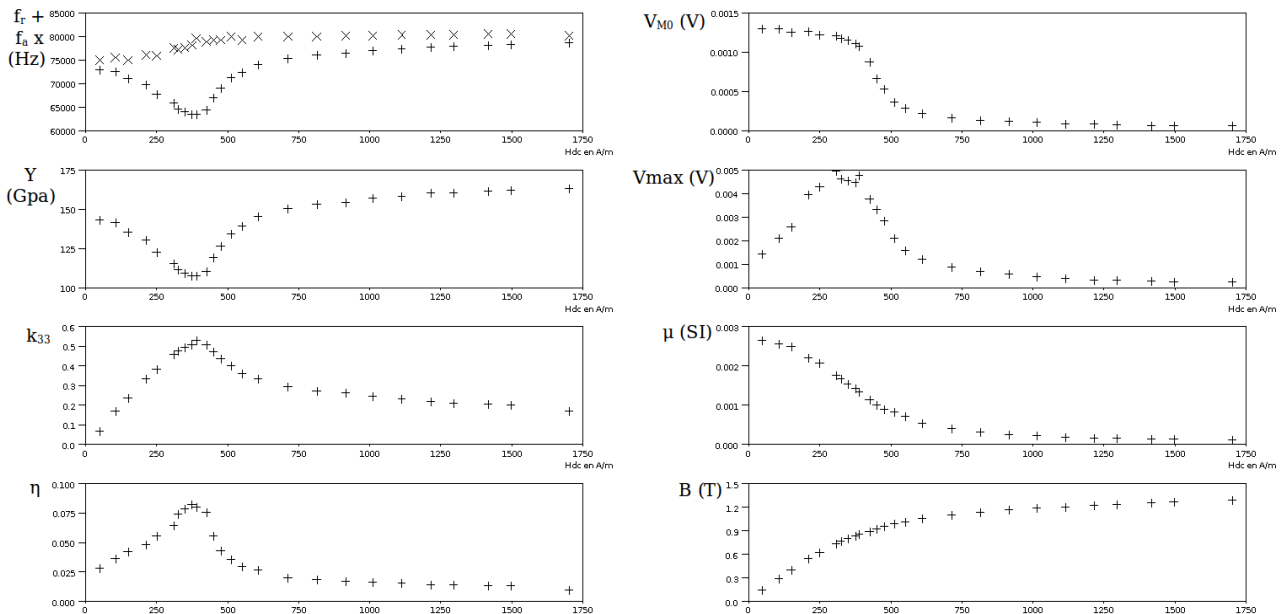 fᵣ +
fₐ x
(Hz)
85000
80000
75000
70000
65000
60000
0 250 500 750 1000 1250 1500 1750
Hdc en A/m
V_M0 (V)
0.0015
0.0010
0.0005
0.0000
0 250 500 750 1000 1250 1500 1750
Hdc en A/m
Y
(Gpa)
175
150
125
100
0 250 500 750 1000 1250 1500 1750
Hdc en A/m
Vmax (V)
0.005
0.004
0.003
0.002
0.001
0.000
0 250 500 750 1000 1250 1500 1750
Hdc en A/m
k₃₃
0.6
0.5
0.4
0.3
0.2
0.1
0.0
0 250 500 750 1000 1250 1500 1750
Hdc en A/m
μ (SI)
0.003
0.002
0.001
0.000
0 250 500 750 1000 1250 1500 1750
Hdc en A/m
η
0.100
0.075
0.050
0.025
0.000
0 250 500 750 1000 1250 1500 1750
B (T)
1.5
1.2
0.9
0.6
0.3
0.0
0 250 500 750 1000 1250 1500 1750